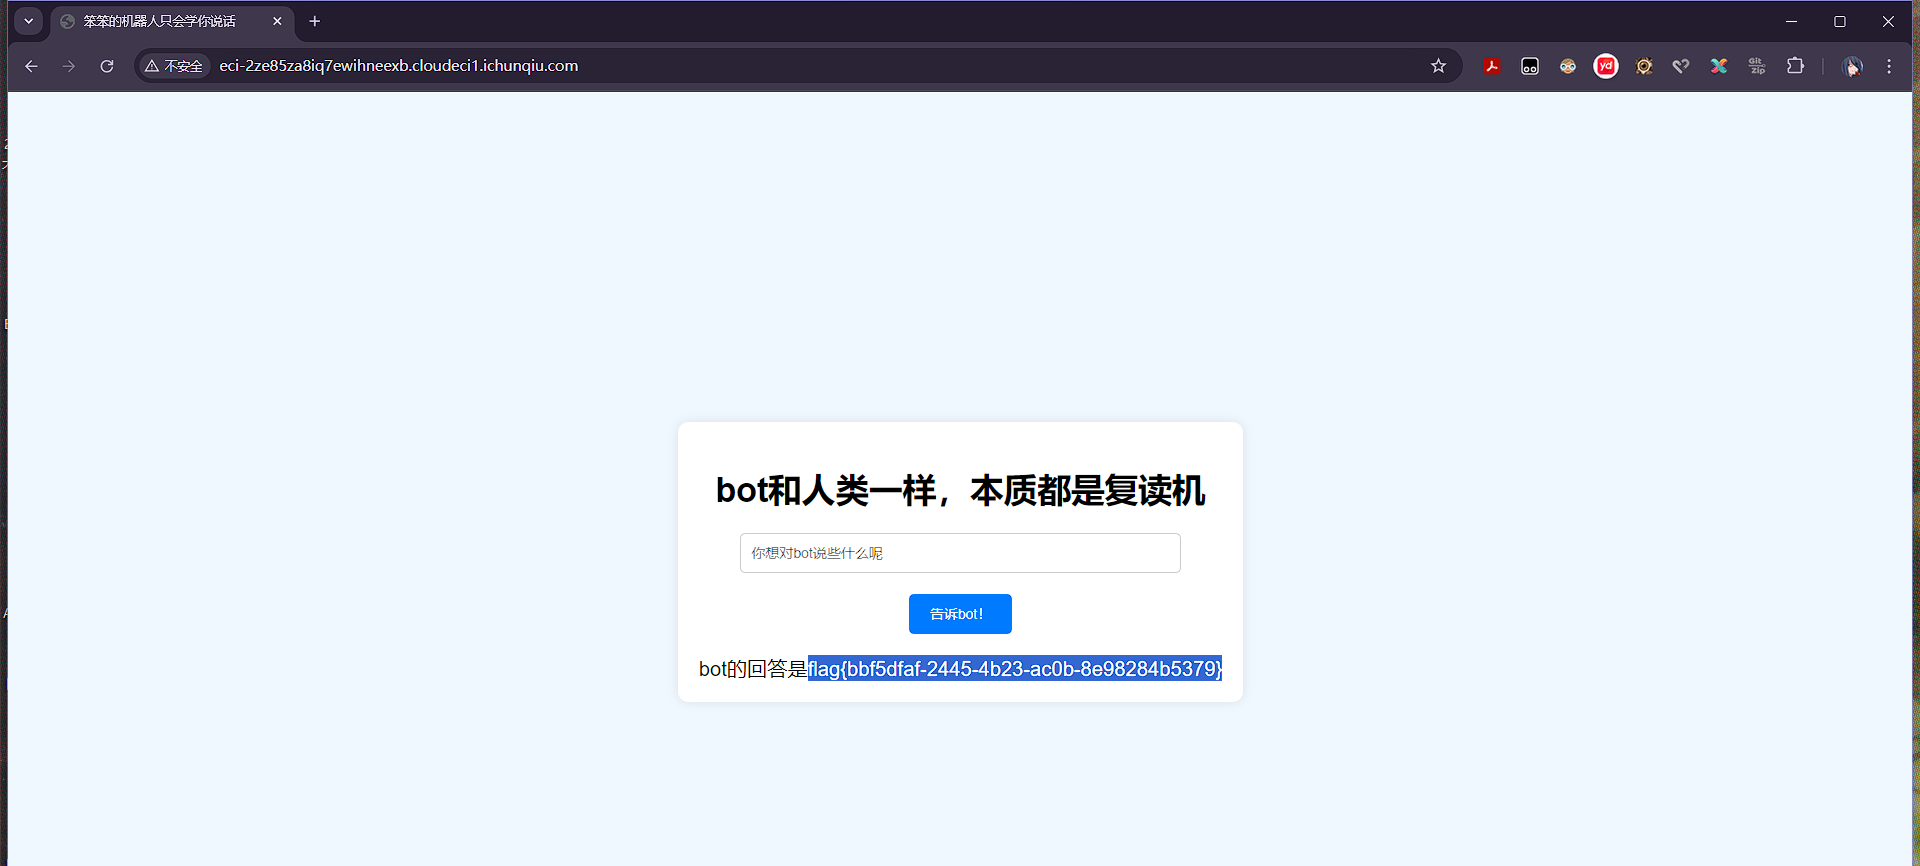 笨笨的机器人只会学你说话
不安全 eci-2ze85za8iq7ewihneexb.cloudeci1.ichunqiu.com
yd
Git
Zip
bot和人类一样，本质都是复读机
你想对bot说些什么呢
告诉bot！
bot的回答是flag{bbf5dfaf-2445-4b23-ac0b-8e98284b5379}